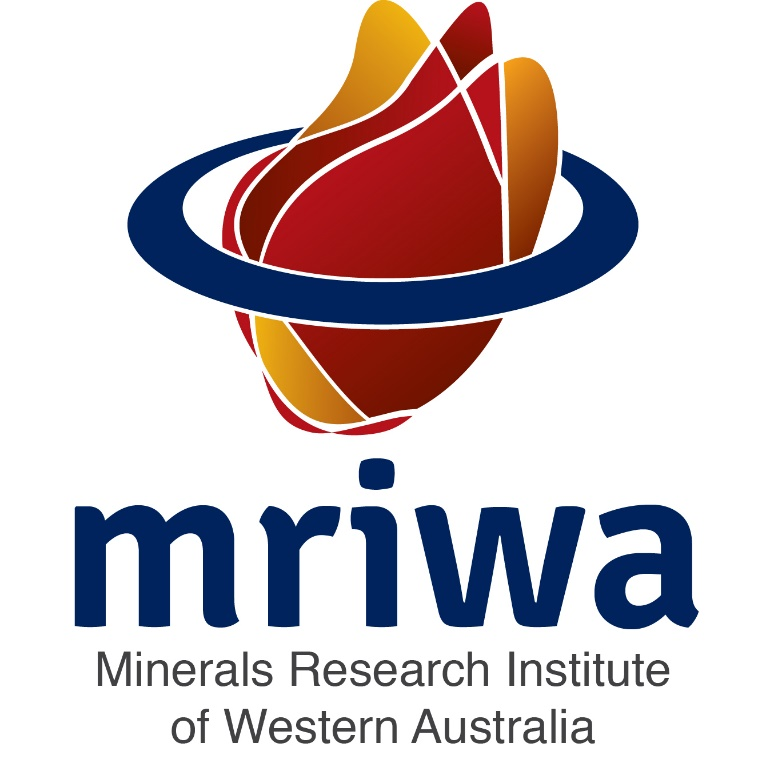 mriwa
Minerals Research Institute
of Western Australia